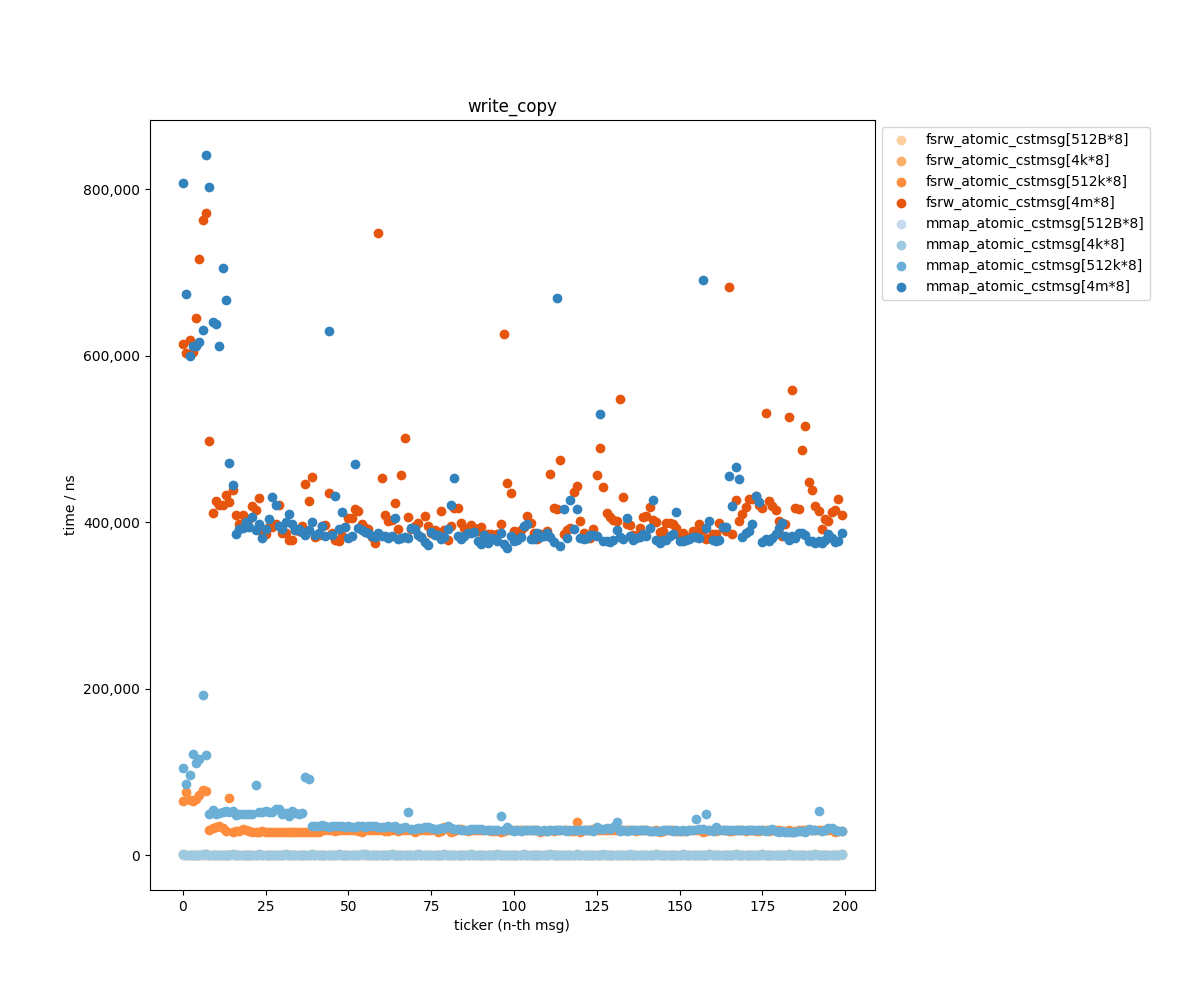 write_copy
fsrw_atomic_cstmsg[512B*8]
fsrw_atomic_cstmsg[4k*8]
fsrw_atomic_cstmsg[512k*8]
fsrw_atomic_cstmsg[4m*8]
mmap_atomic_cstmsg[512B*8]
mmap_atomic_cstmsg[4k*8]
mmap_atomic_cstmsg[512k*8]
mmap_atomic_cstmsg[4m*8]
800,000
600,000
400,000
200,000
0
time / ns
0 25 50 75 100 125 150 175 200
ticker (n-th msg)